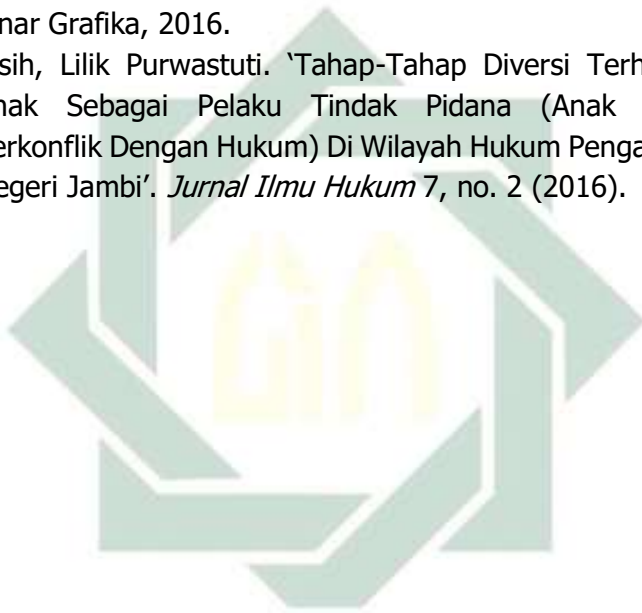 nar Grafika, 2016.
sih, Lilik Purwastuti. ‘Tahap-Tahap Diversi Terh
nak Sebagai Pelaku Tindak Pidana (Anak
erkonflik Dengan Hukum) Di Wilayah Hukum Penga
egeri Jambi’. Jurnal Ilmu Hukum 7, no. 2 (2016).